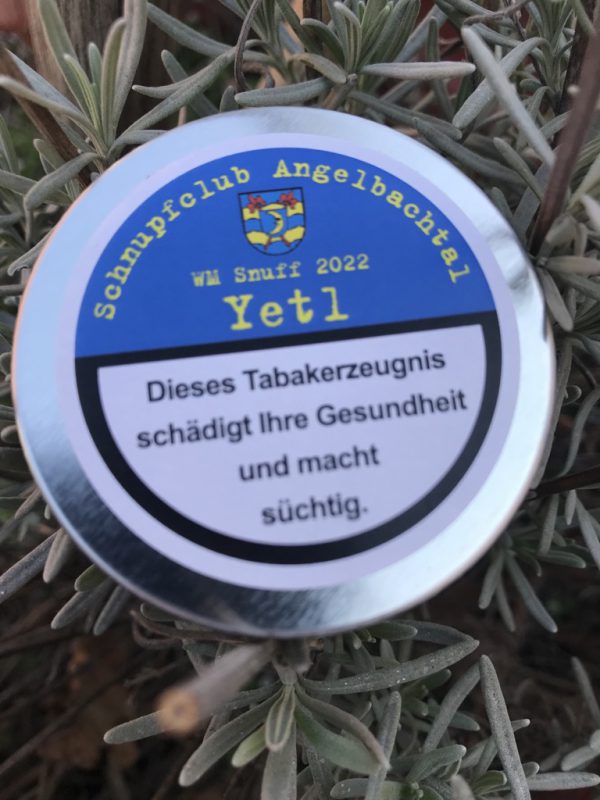 Schnupfclub Angelbachtal
WM Snuff 2022
Yetl
Dieses Tabakerzeugnis
schädigt Ihre Gesundheit
und macht
süchtig.